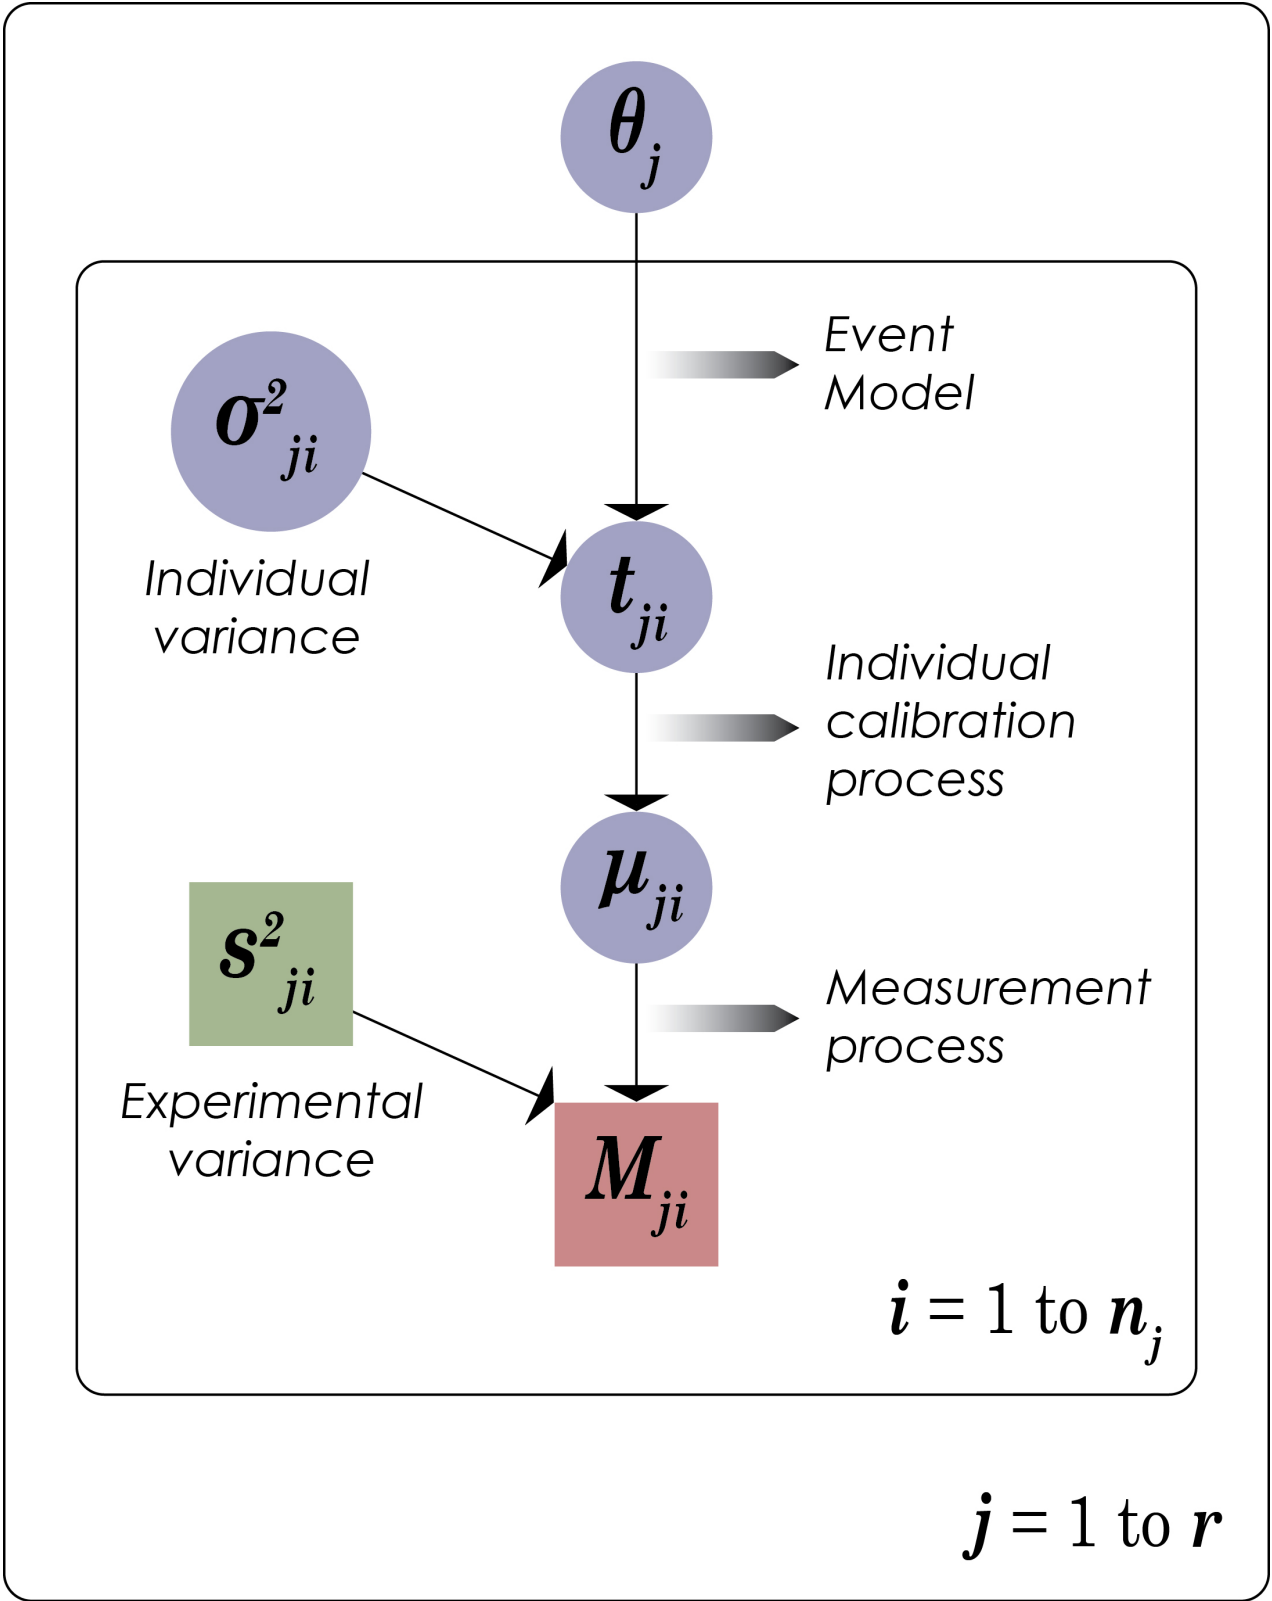 θj
Event
Model
σ²ji
Individual
variance
tji
Individual
calibration
process
μji
s²ji
Experimental
variance
Measurement
process
Mji
i = 1 to nj
j = 1 to r